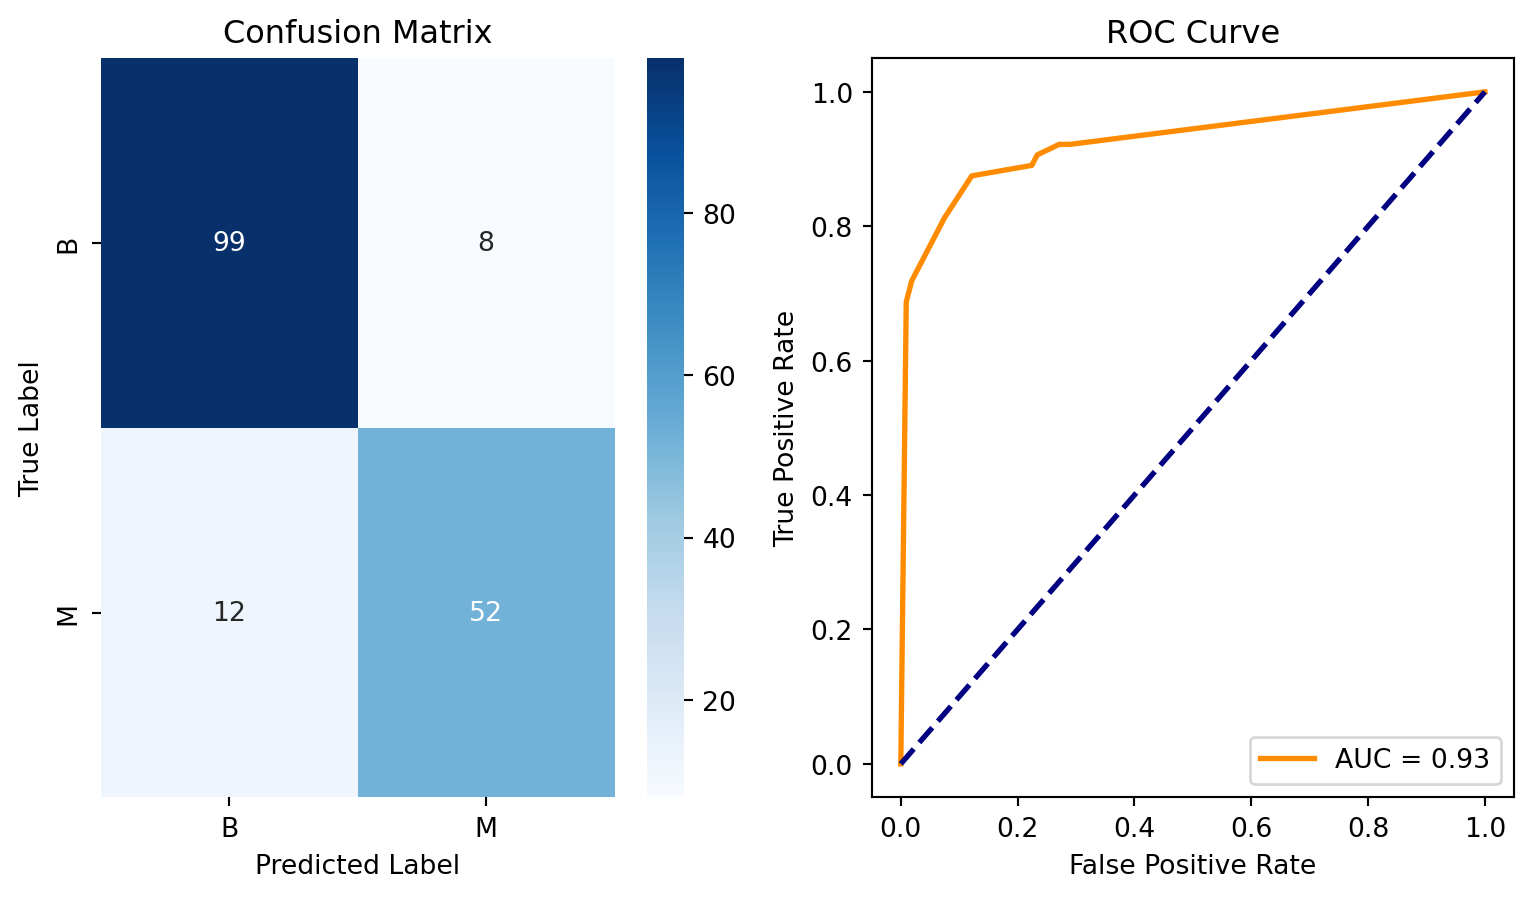 Confusion Matrix
B
99
8
M
12
52
B
M
True Label
Predicted Label
80
60
40
20
ROC Curve
1.0
0.8
0.6
0.4
0.2
0.0
True Positive Rate
AUC = 0.93
0.0
0.2
0.4
0.6
0.8
1.0
False Positive Rate